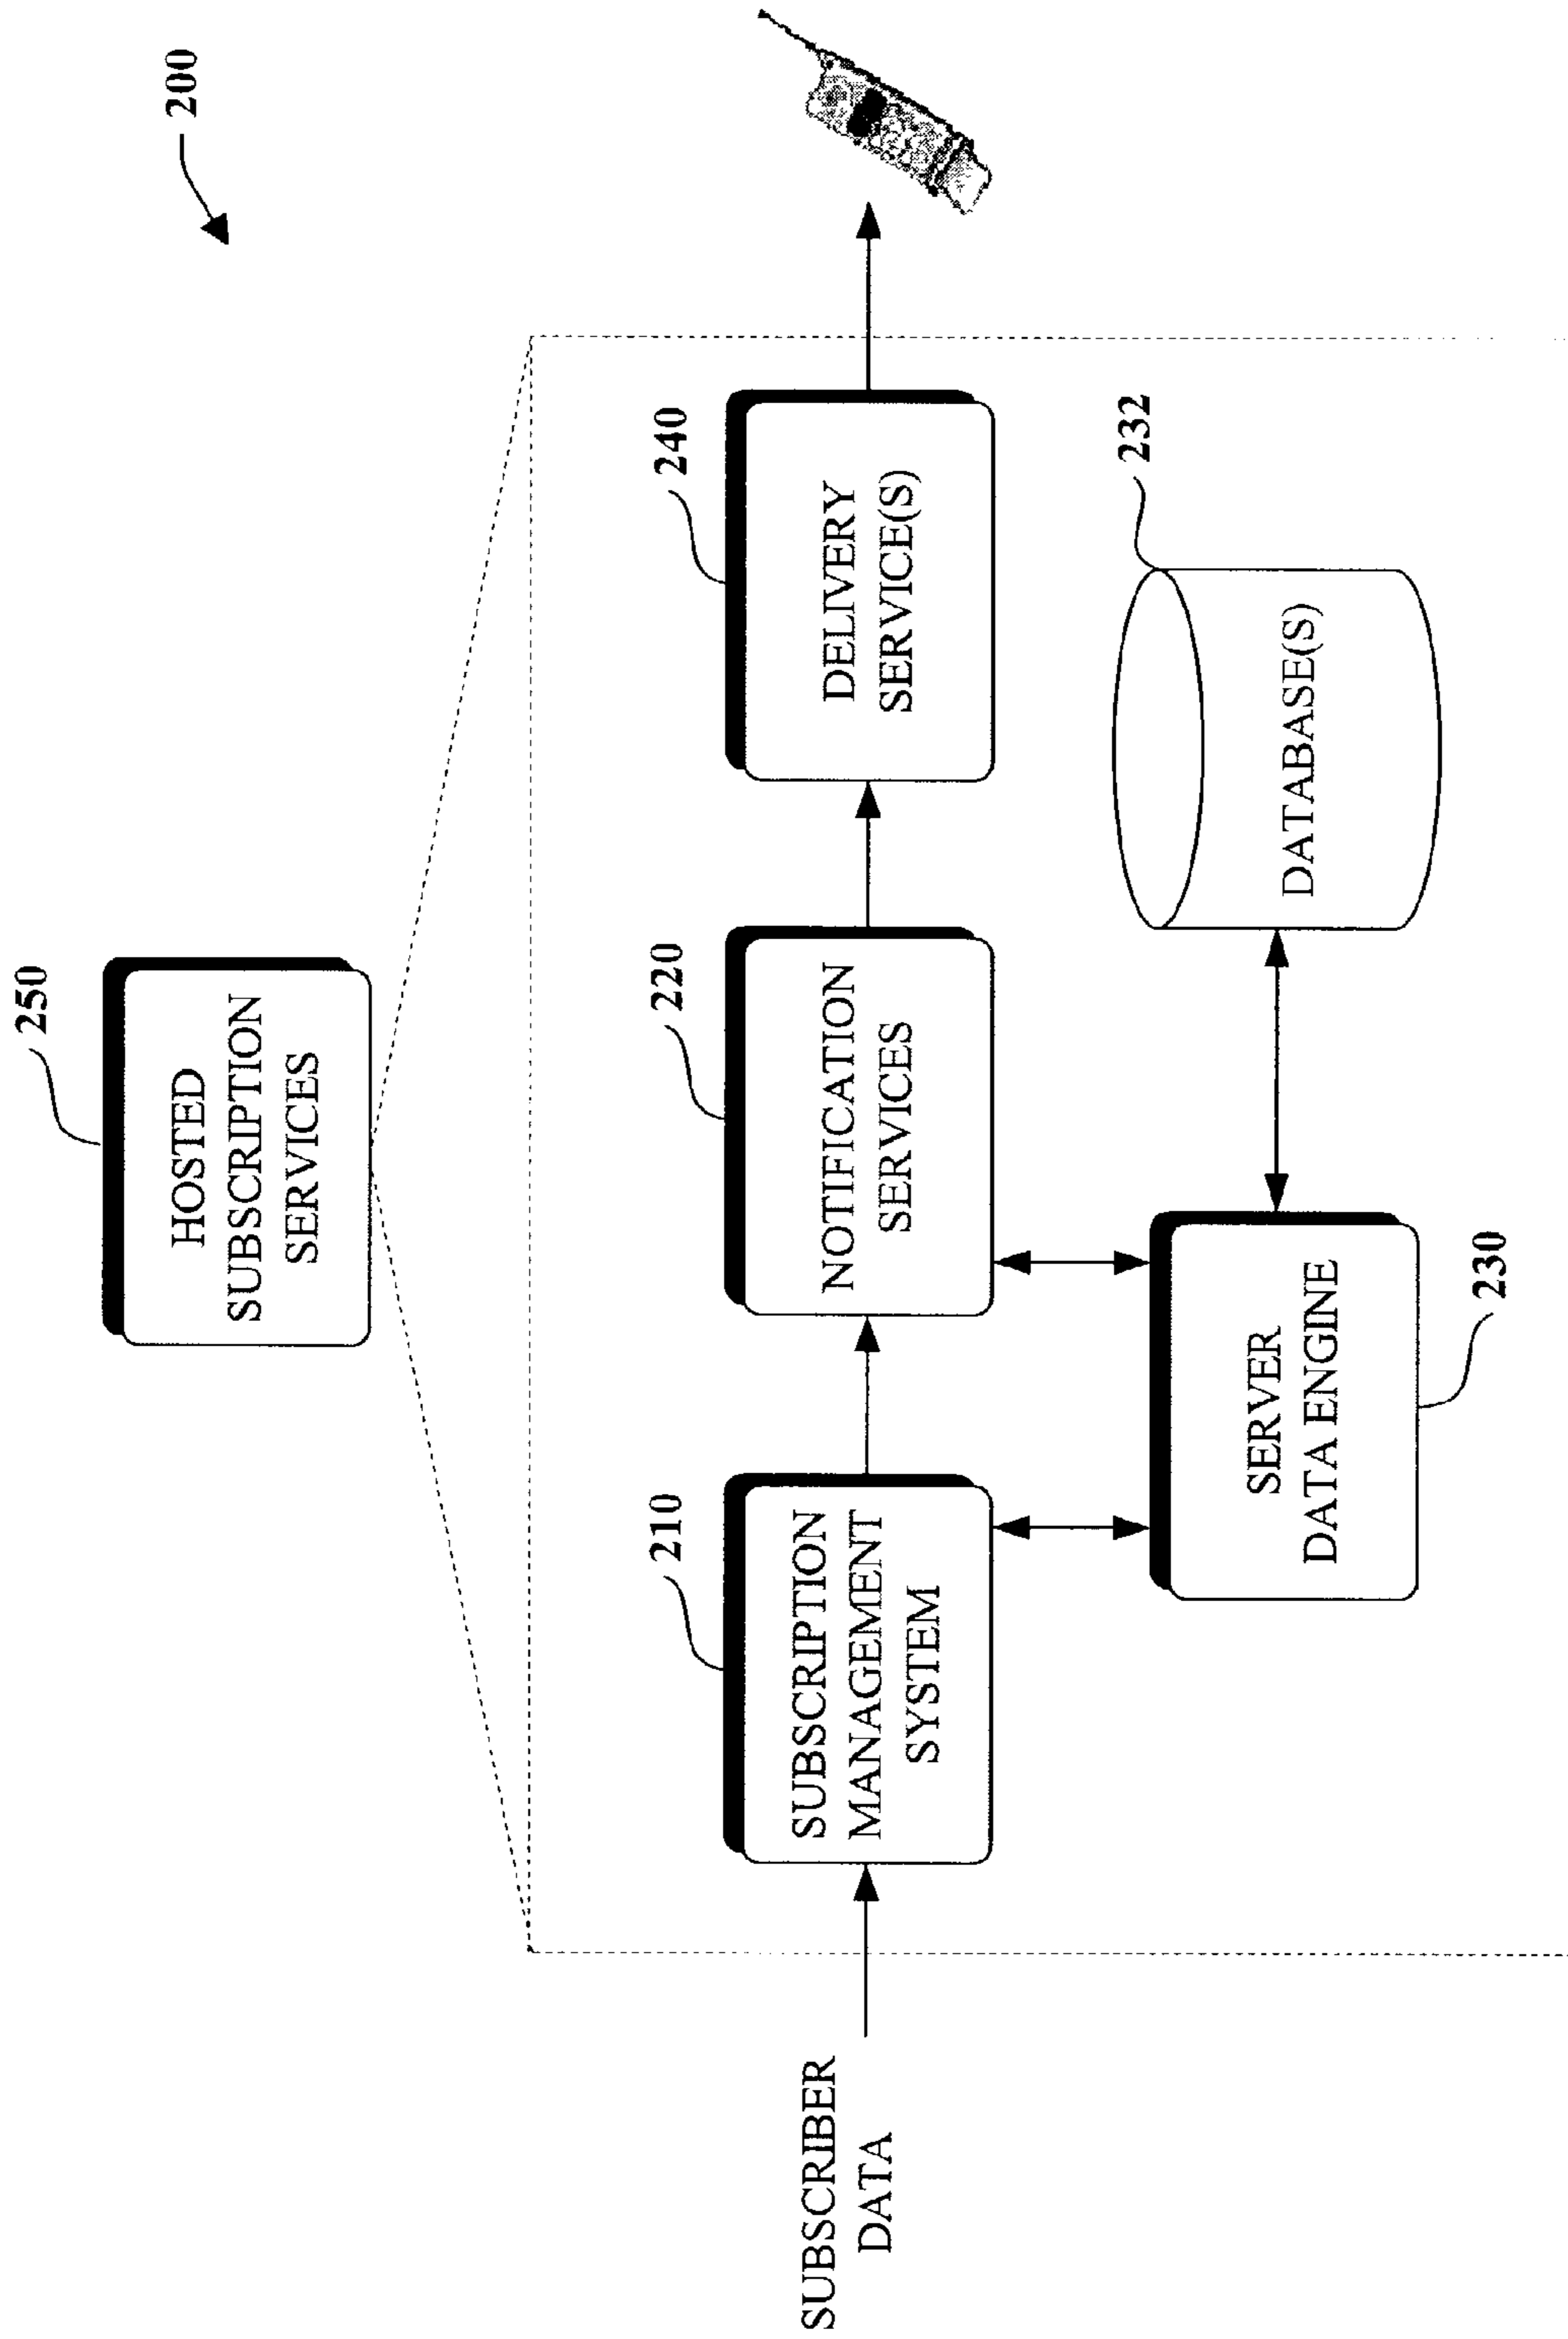 200
250
HOSTED
SUBSCRIPTION
SERVICES
210
SUBSCRIPTION
MANAGEMENT
SYSTEM
220
NOTIFICATION
SERVICES
240
DELIVERY
SERVICE(S)
SUBSCRIBER
DATA
SERVER
DATA ENGINE
230
232
DATABASE(S)